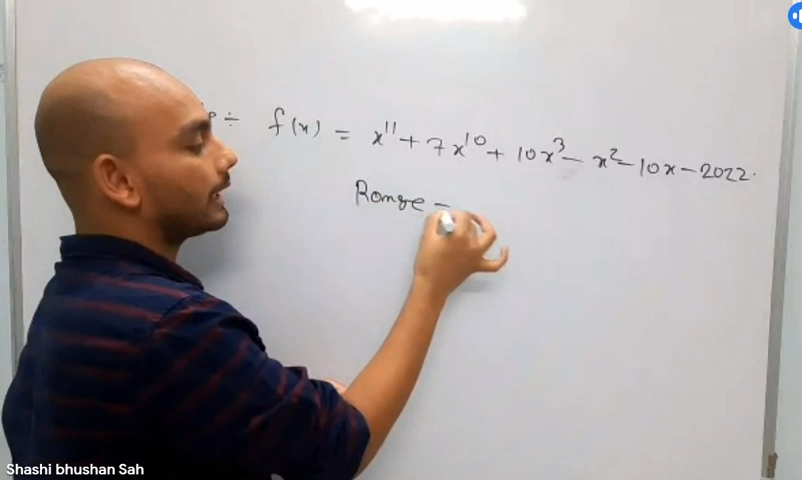 f(x) = x¹¹ + 7x¹⁰ + 10x³ - x² - 10x - 2022.
Range -
Shashi bhushan Sah